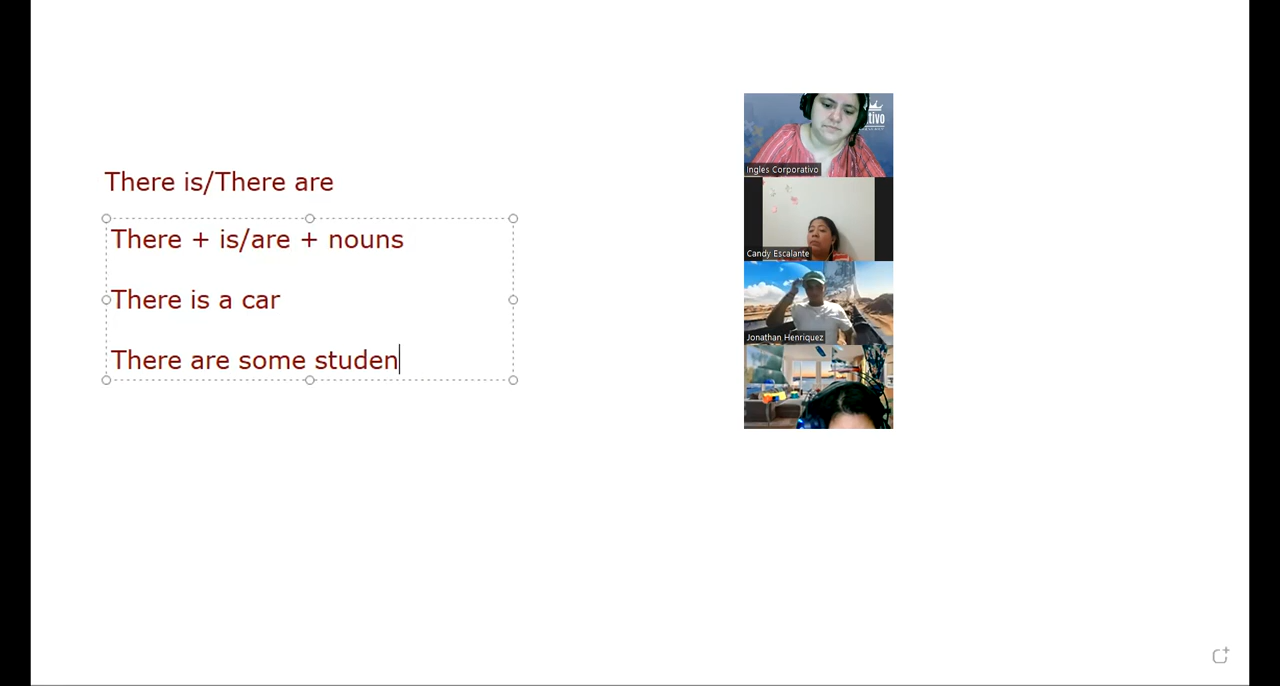 There is/There are
There + is/are + nouns
There is a car
There are some studen
tivo
Ingles Corporativo
Candy Escalante
Jonathan Henriquez